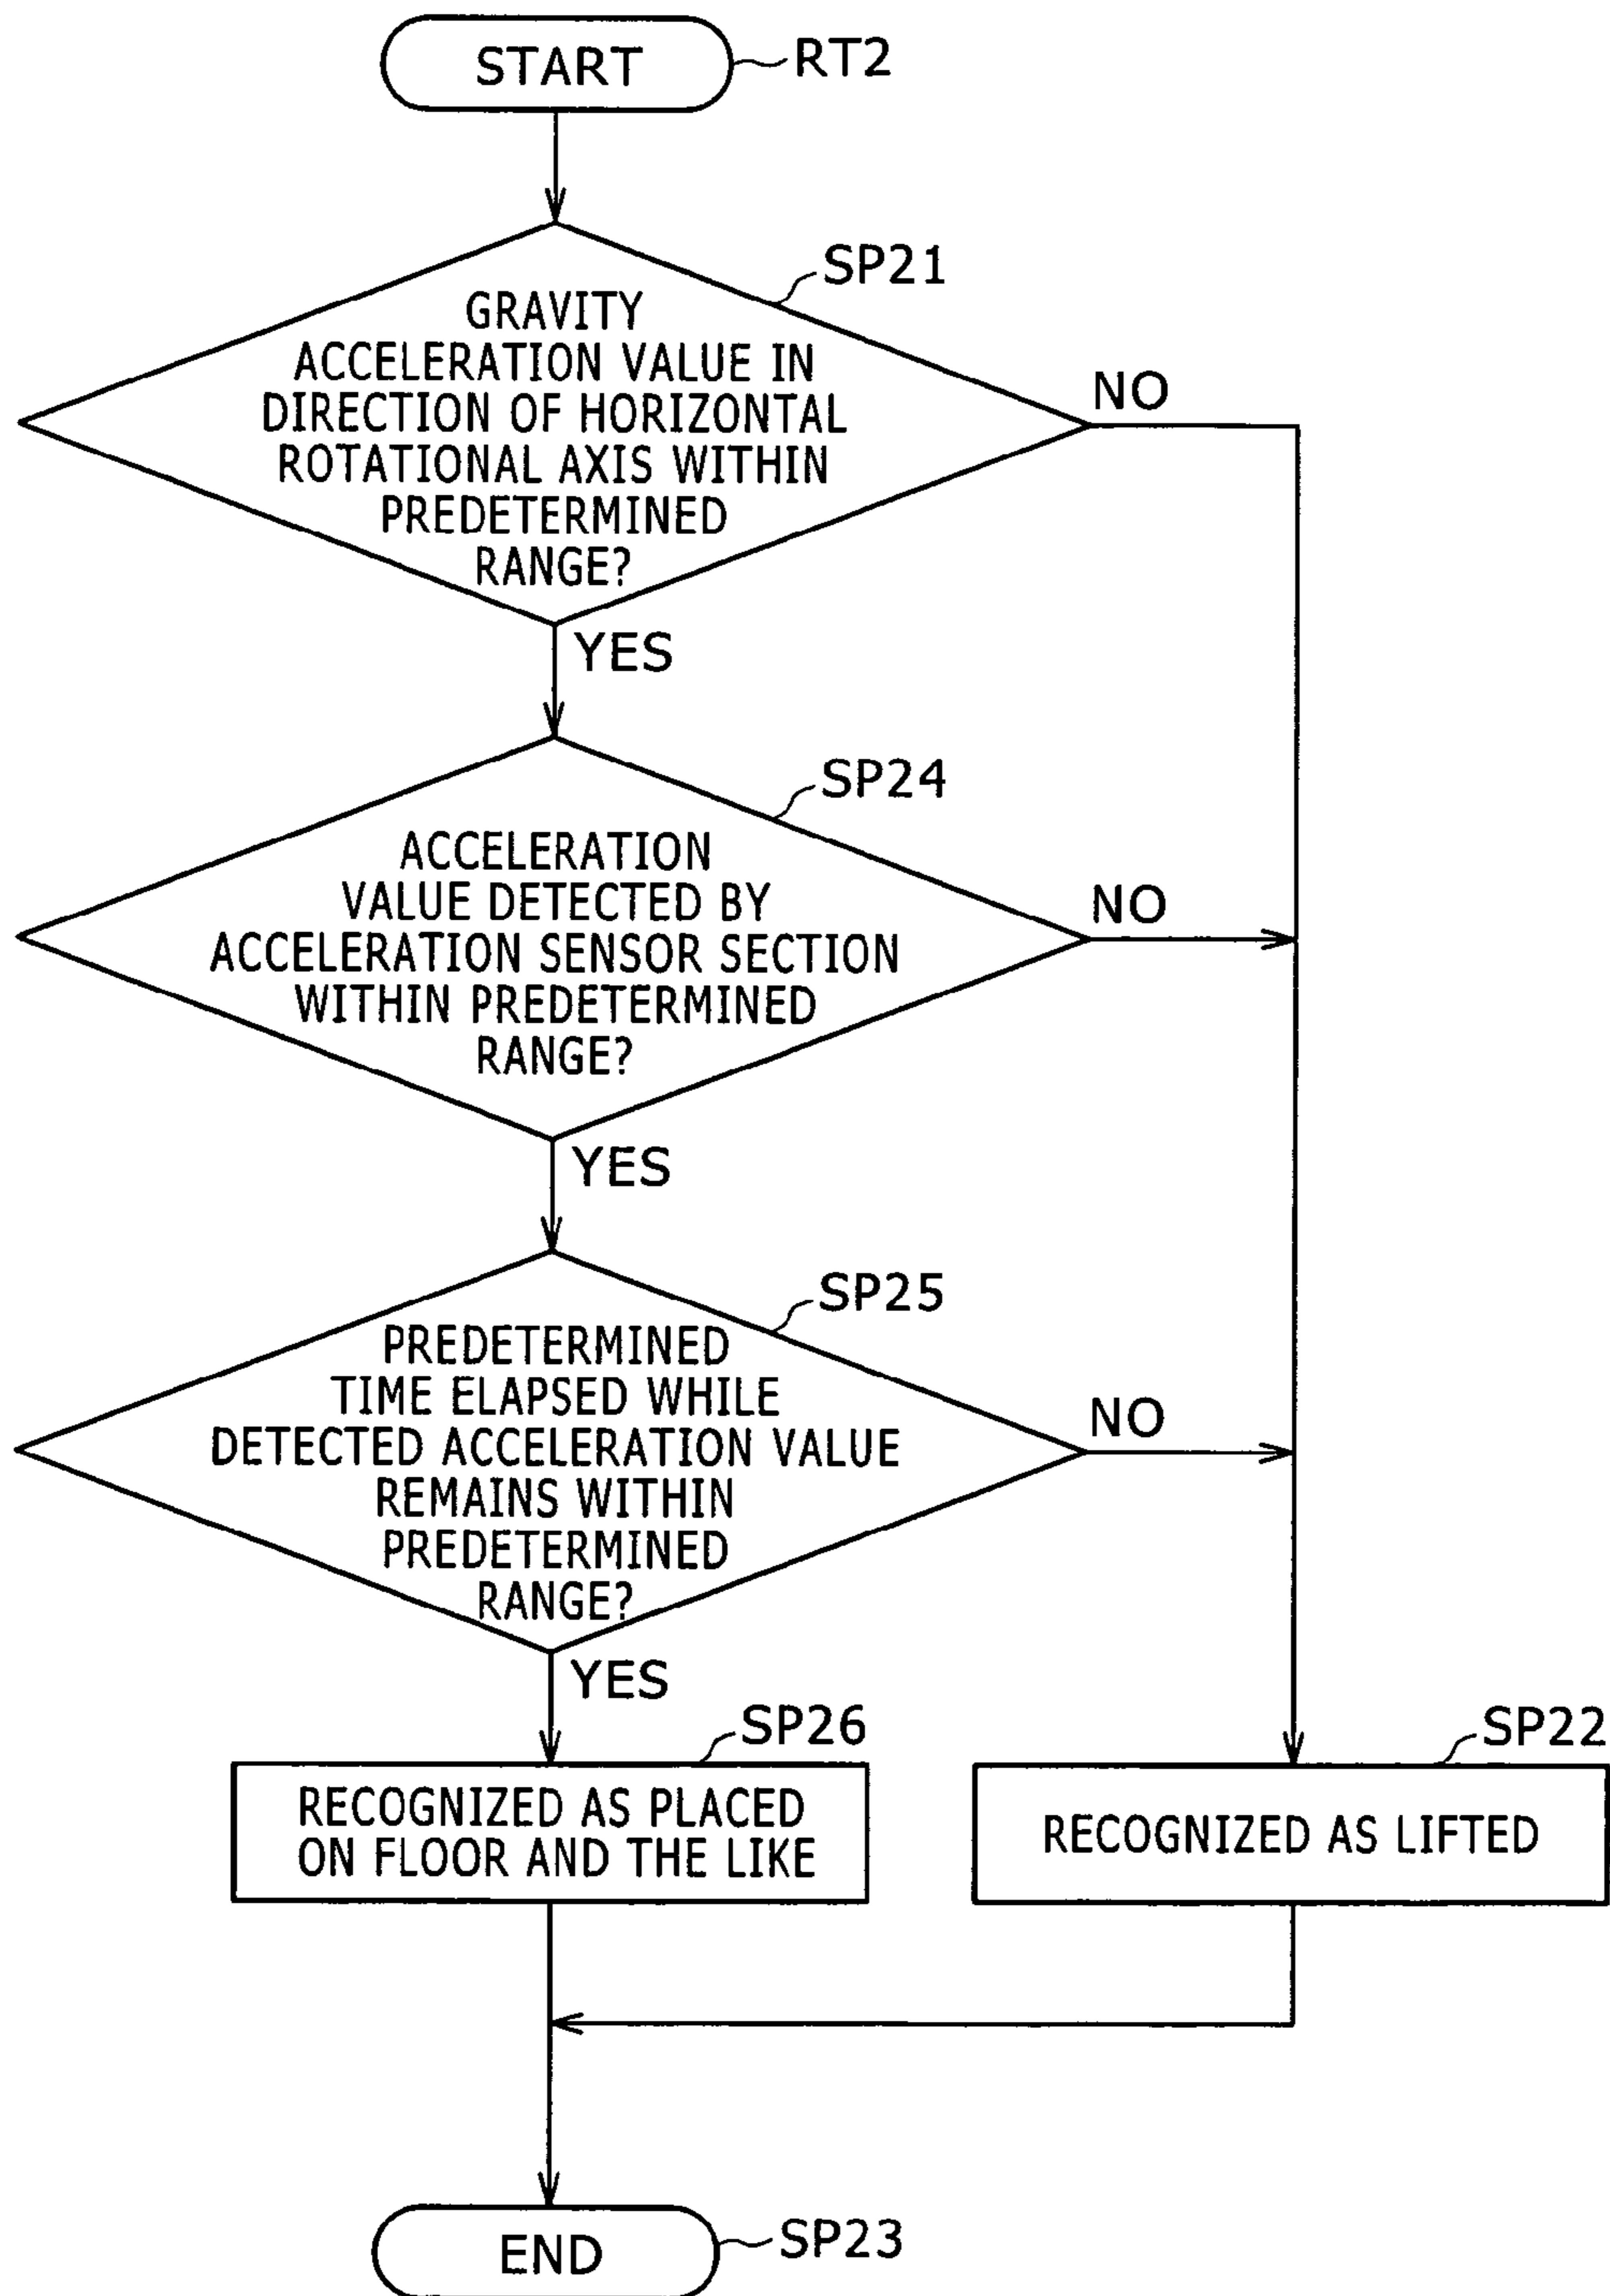 START
RT2
SP21
GRAVITY
ACCELERATION VALUE IN
DIRECTION OF HORIZONTAL
ROTATIONAL AXIS WITHIN
PREDETERMINED
RANGE?
NO
YES
SP24
ACCELERATION
VALUE DETECTED BY
ACCELERATION SENSOR SECTION
WITHIN PREDETERMINED
RANGE?
NO
YES
SP25
PREDETERMINED
TIME ELAPSED WHILE
DETECTED ACCELERATION VALUE
REMAINS WITHIN
PREDETERMINED
RANGE?
NO
YES
SP26
RECOGNIZED AS PLACED
ON FLOOR AND THE LIKE
SP22
RECOGNIZED AS LIFTED
END
SP23